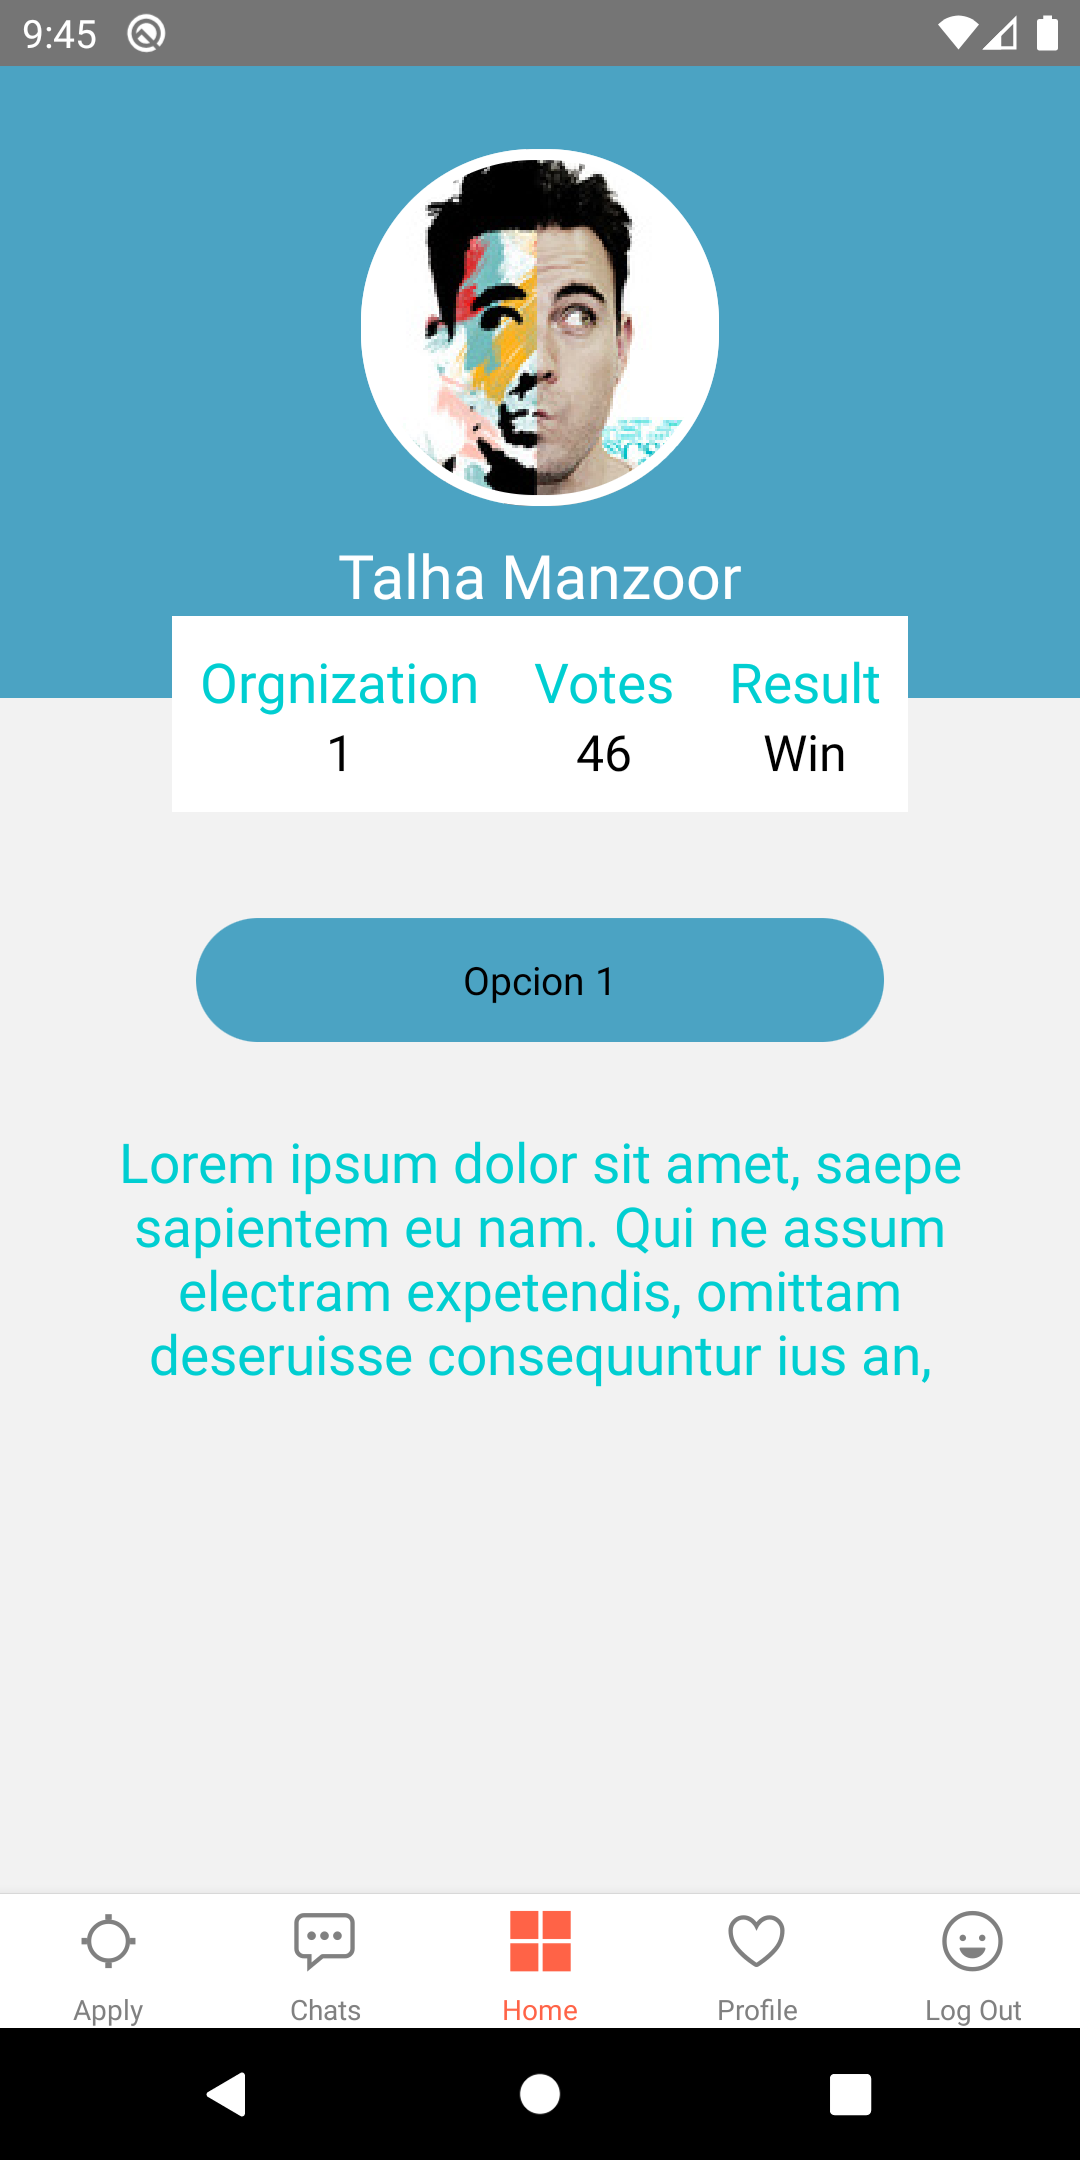 9:45
Talha Manzoor
Orgnization Votes Result
1 46 Win
Opcion 1
Lorem ipsum dolor sit amet, saepe
sapientem eu nam. Qui ne assum
electram expetendis, omittam
deseruisse consequuntur ius an,
Apply Chats Home Profile Log Out